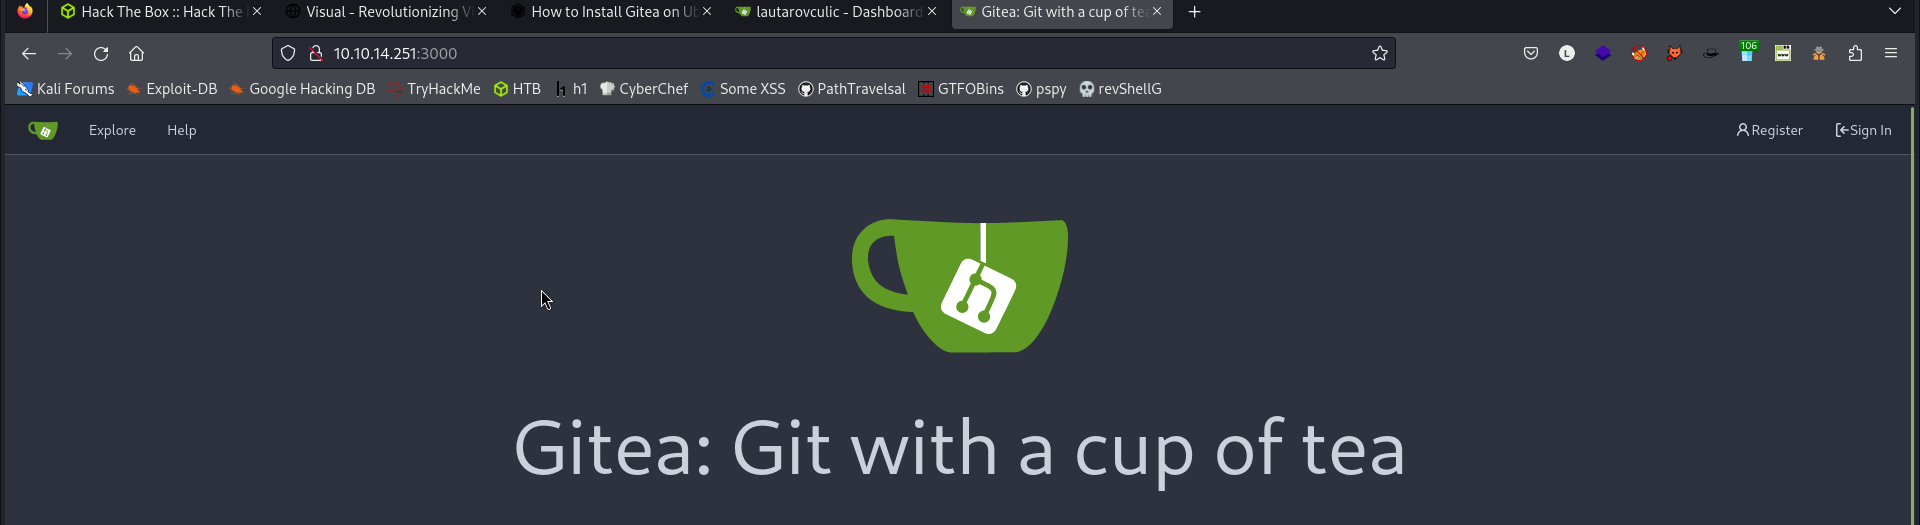 Hack The Box :: Hack The Visual - Revolutionizing Vi How to Install Gitea on Ub lautarovculic - Dashboard Gitea: Git with a cup of te
10.10.14.251:3000 L 106
Kali Forums Exploit-DB Google Hacking DB TryHackMe HTB h1 CyberChef Some XSS PathTravelsal GTFOBins pspy revShellG
Explore Help Register Sign In
Gitea: Git with a cup of tea